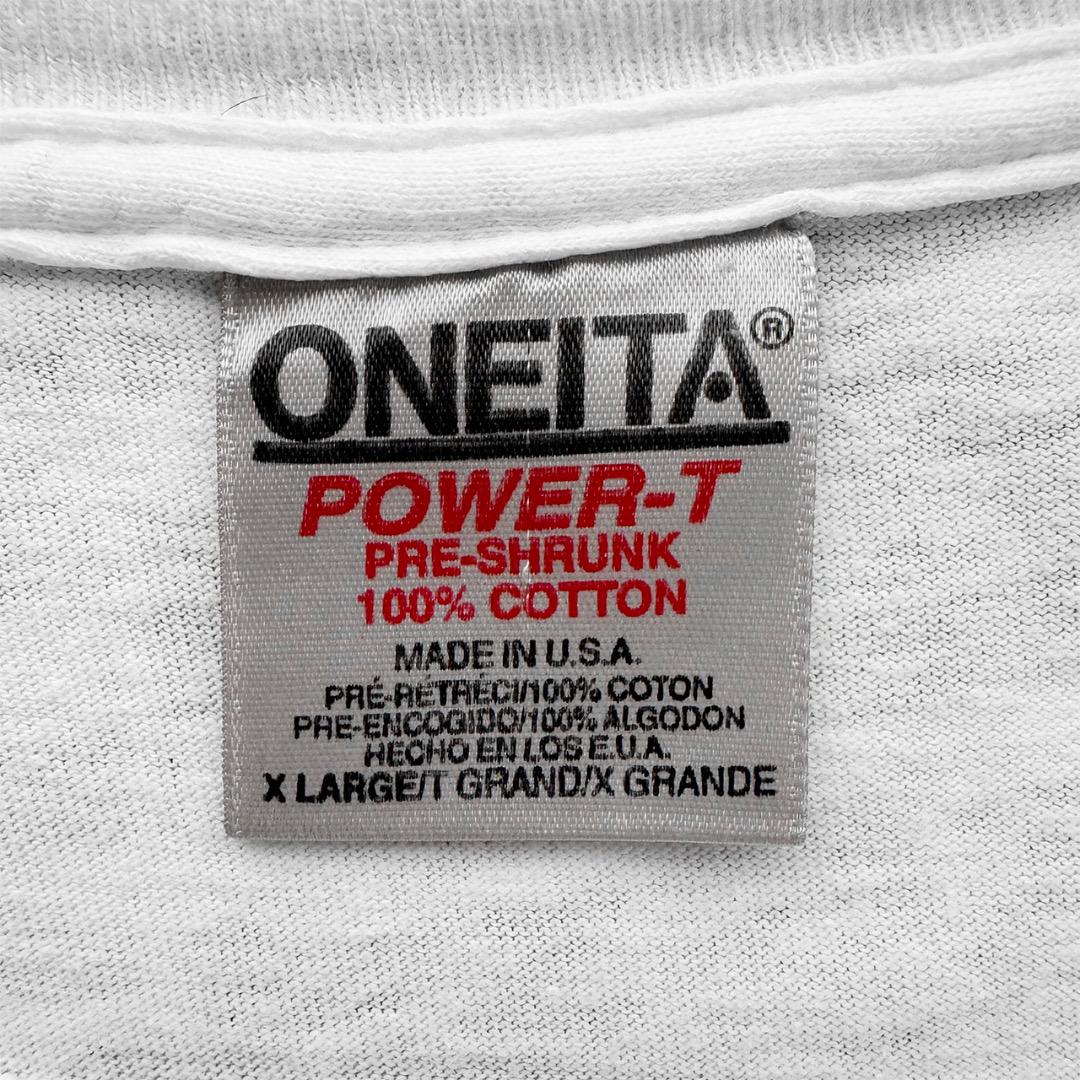 ONEITA®
POWER-T
PRE-SHRUNK
100% COTTON
MADE IN U.S.A.
PRÉ-RÉTRÉCI/100% COTON
PRE-ENCOGIDO/100% ALGODON
HECHO EN LOS E.U.A.
X LARGE/T GRAND/X GRANDE